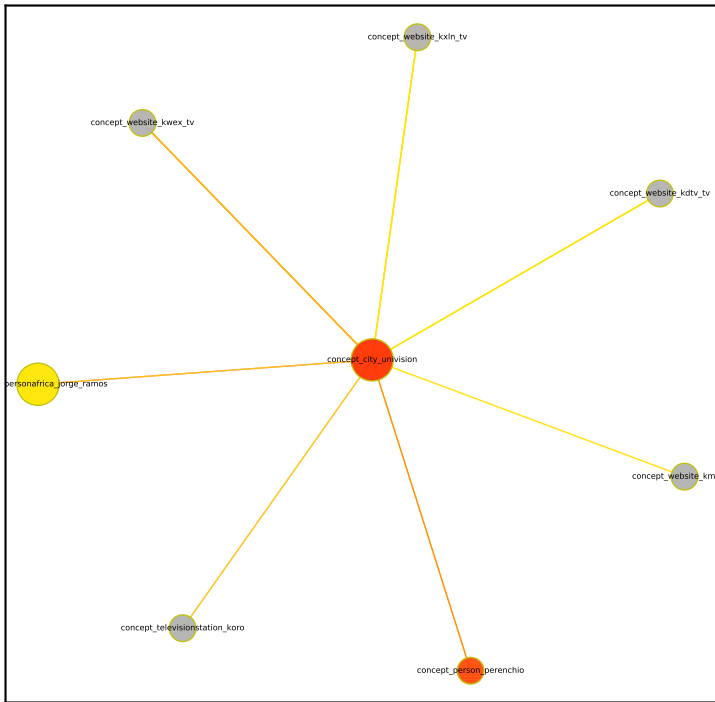 concept_website_kxln_tv
concept_website_kwex_tv
concept_website_kdtv_tv
concept_city_univision
personafrica_jorge_ramos
concept_website_km
concept_televisionstation_koro
concept_person_perenchio